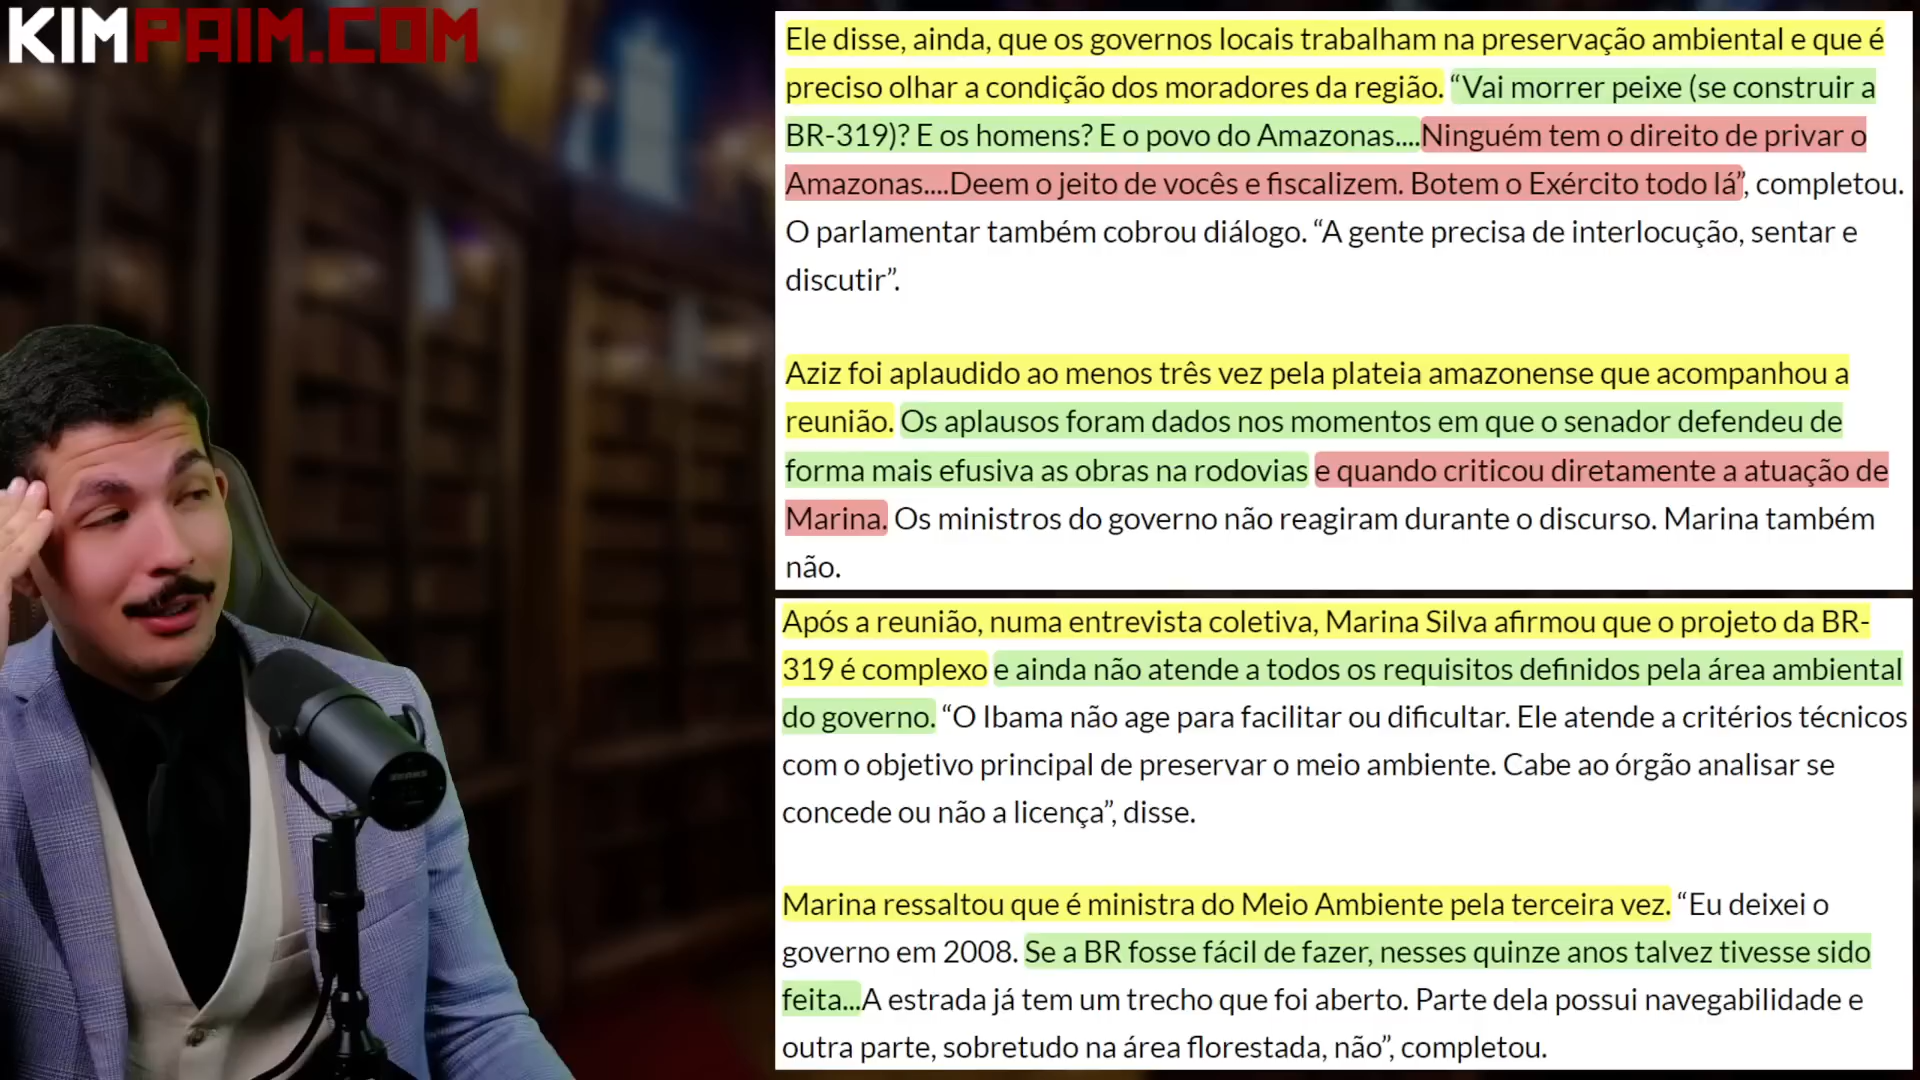 KIMPAIM.COM
Ele disse, ainda, que os governos locais trabalham na preservação ambiental e que é
preciso olhar a condição dos moradores da região. “Vai morrer peixe (se construir a
BR-319)? E os homens? E o povo do Amazonas....Ninguém tem o direito de privar o
Amazonas....Deem o jeito de vocês e fiscalizem. Botem o Exército todo lá”, completou.
O parlamentar também cobrou diálogo. “A gente precisa de interlocução, sentar e
discutir”.
Aziz foi aplaudido ao menos três vez pela plateia amazonense que acompanhou a
reunião. Os aplausos foram dados nos momentos em que o senador defendeu de
forma mais efusiva as obras na rodovias e quando criticou diretamente a atuação de
Marina. Os ministros do governo não reagiram durante o discurso. Marina também
não.
Após a reunião, numa entrevista coletiva, Marina Silva afirmou que o projeto da BR-
319 é complexo e ainda não atende a todos os requisitos definidos pela área ambiental
do governo. “O Ibama não age para facilitar ou dificultar. Ele atende a critérios técnicos
com o objetivo principal de preservar o meio ambiente. Cabe ao órgão analisar se
concede ou não a licença”, disse.
Marina ressaltou que é ministra do Meio Ambiente pela terceira vez. “Eu deixei o
governo em 2008. Se a BR fosse fácil de fazer, nesses quinze anos talvez tivesse sido
feita...A estrada já tem um trecho que foi aberto. Parte dela possui navegabilidade e
outra parte, sobretudo na área florestada, não”, completou.